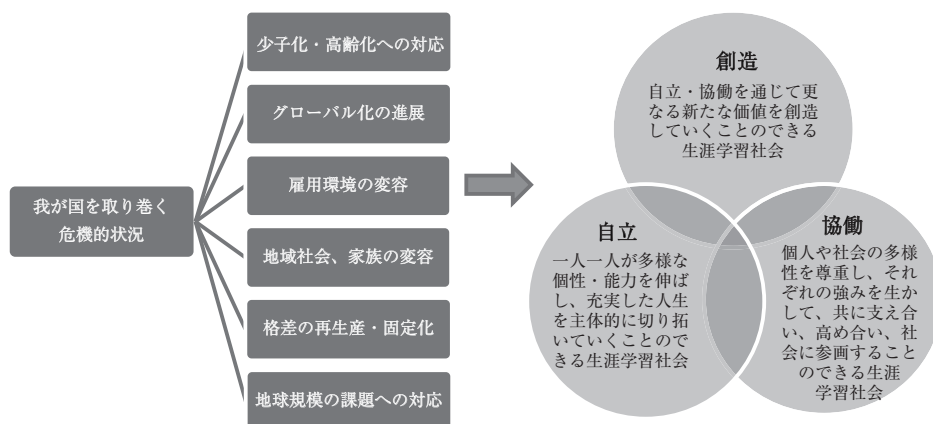 我が国を取り巻く
危機的状況
少子化・高齢化への対応
グローバル化の進展
雇用環境の変容
地域社会、家族の変容
格差の再生産・固定化
地球規模の課題への対応
創造
自立・協働を通じて更
なる新たな価値を創造
していくことのできる
生涯学習社会
自立
一人一人が多様な
個性・能力を伸ば
し、充実した人生
を主体的に切り拓
いていくことので
きる生涯学習社会
協働
個人や社会の多様
性を尊重し、それ
ぞれの強みを生か
して、共に支え合
い、高め合い、社
会に参画すること
のできる生涯
学習社会